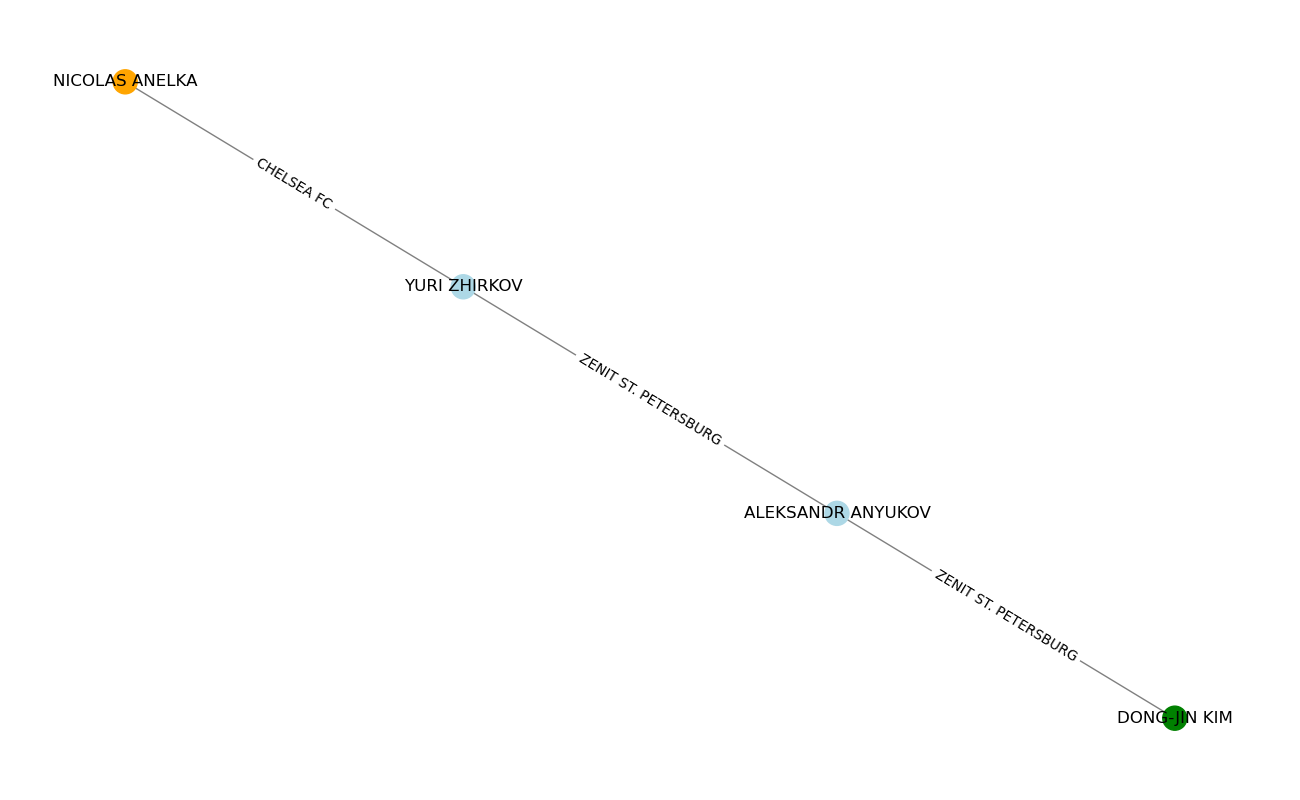 NICOLAS ANELKA
CHELSEA FC
YURI ZHIRKOV
ZENIT ST. PETERSBURG
ALEKSANDR ANYUKOV
ZENIT ST. PETERSBURG
DONG-JIN KIM